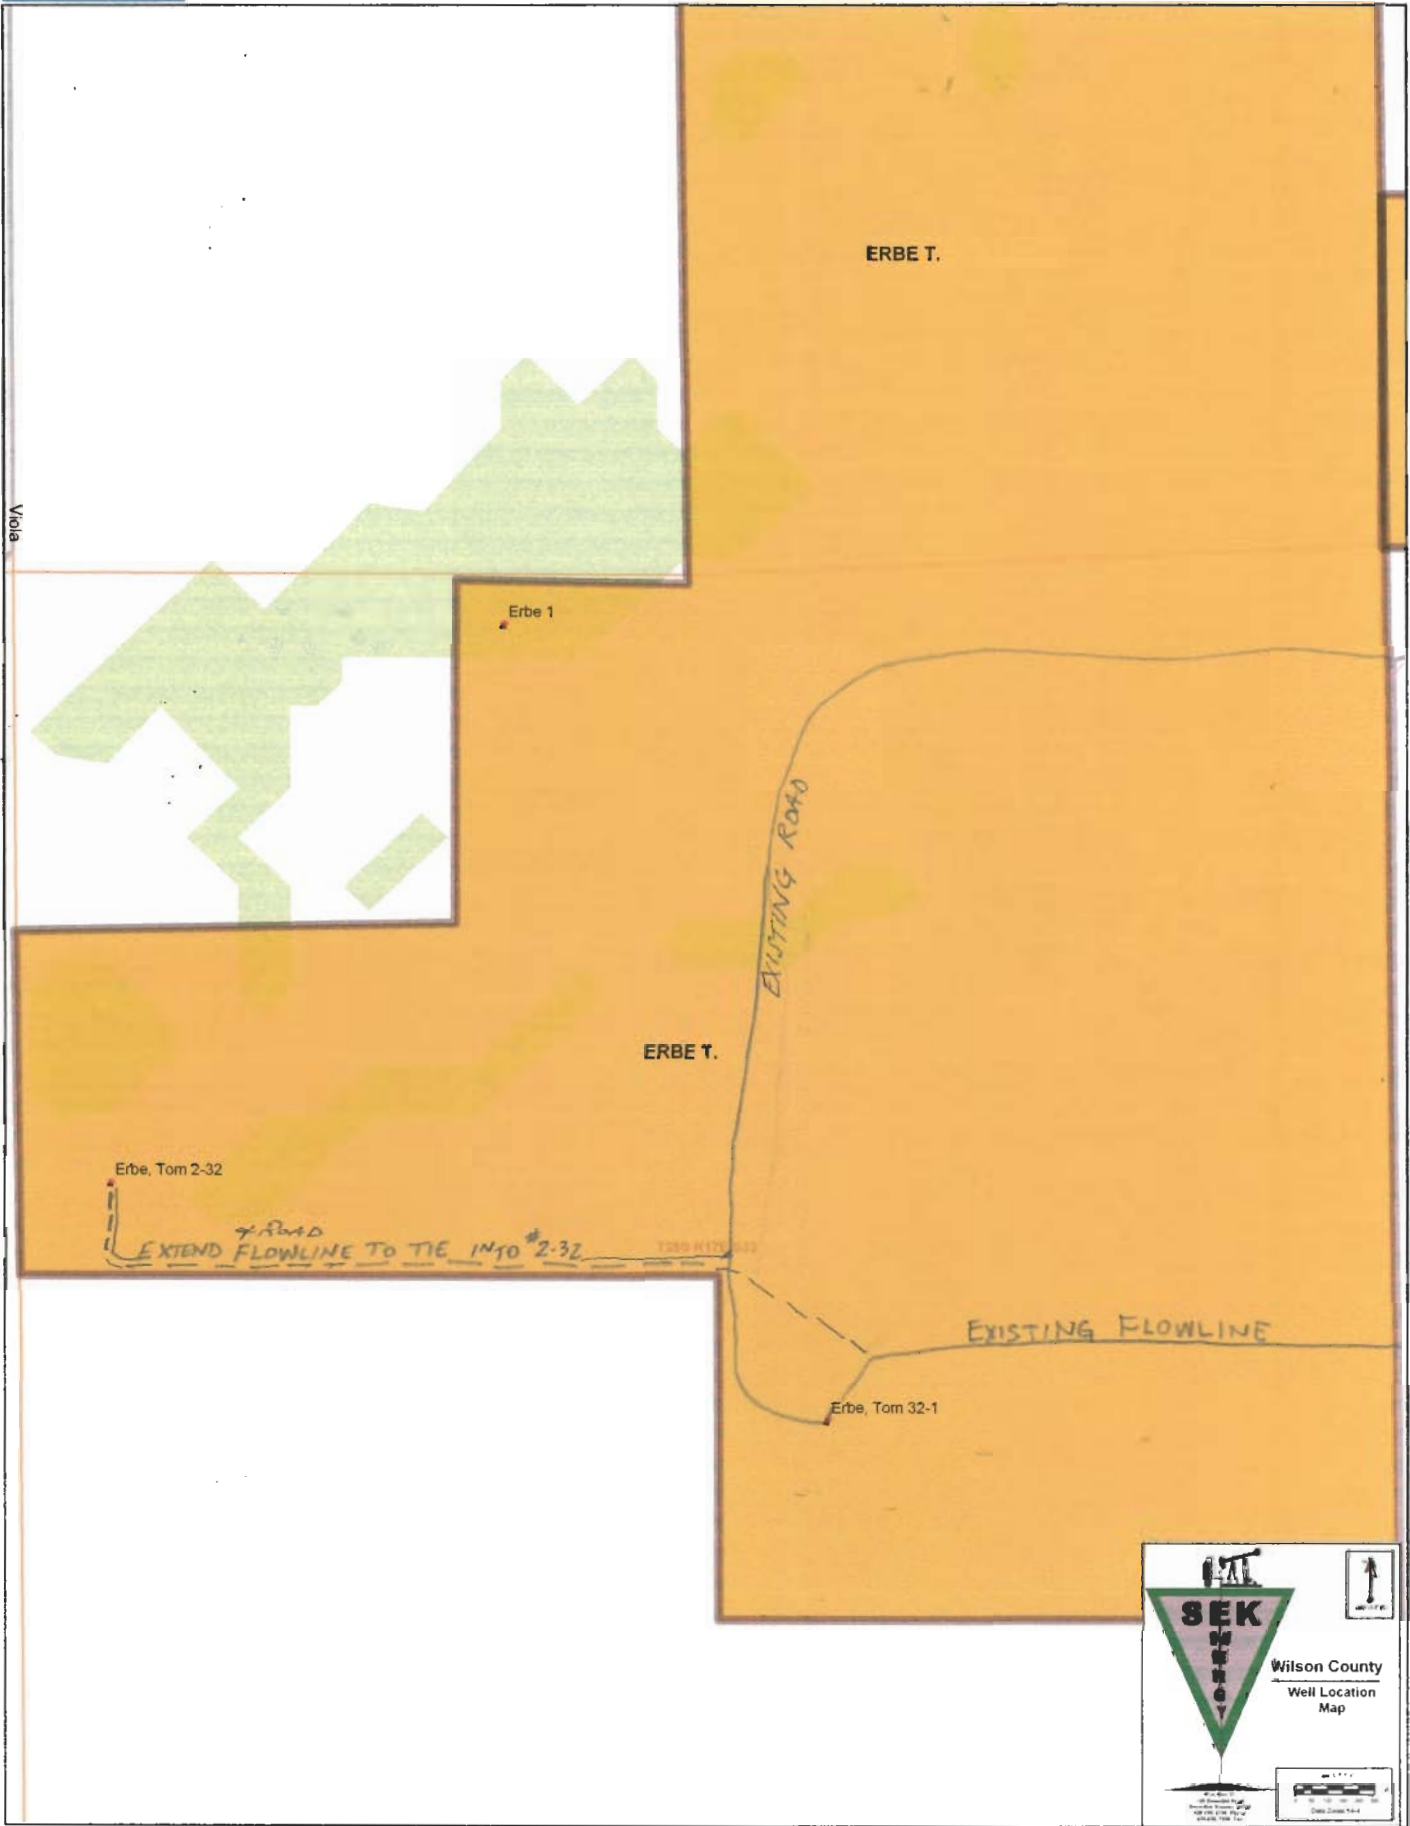 ERBE T.
Viola
Erbe 1
EXISTING ROAD
ERBE T.
Erbe, Tom 2-32
& ROAD
EXTEND FLOWLINE TO TIE INTO #2-32
EXISTING FLOWLINE
Erbe, Tom 32-1
SEK
ENERGY
Wilson County
Well Location
Map